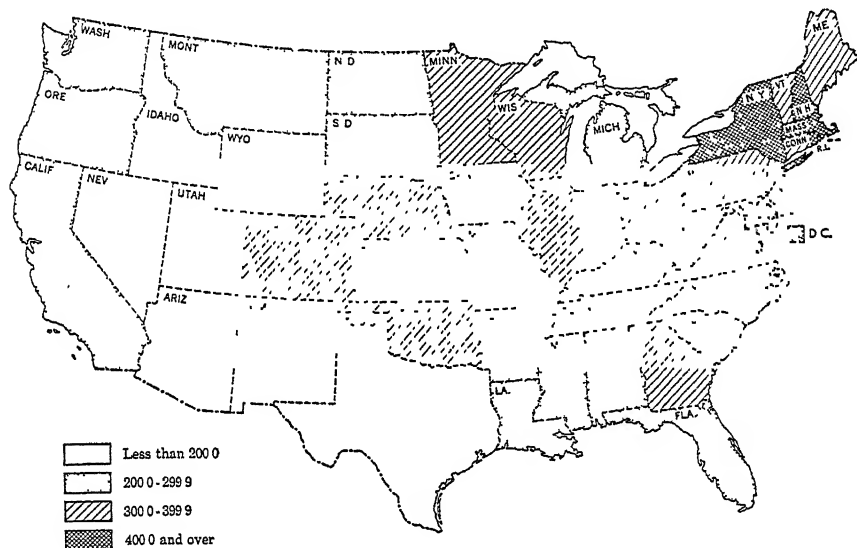 WASH
MONT
N D
MINN
ME
ORE
IDAHO
S D
WIS
MICH
N Y
VT
N H
MASS
CONN
R.I.
WYO
CALIF
NEV
UTAH
D C.
ARIZ
LA.
FLA.
Less than 200 0
200 0-299 9
300 0-399 9
400 0 and over